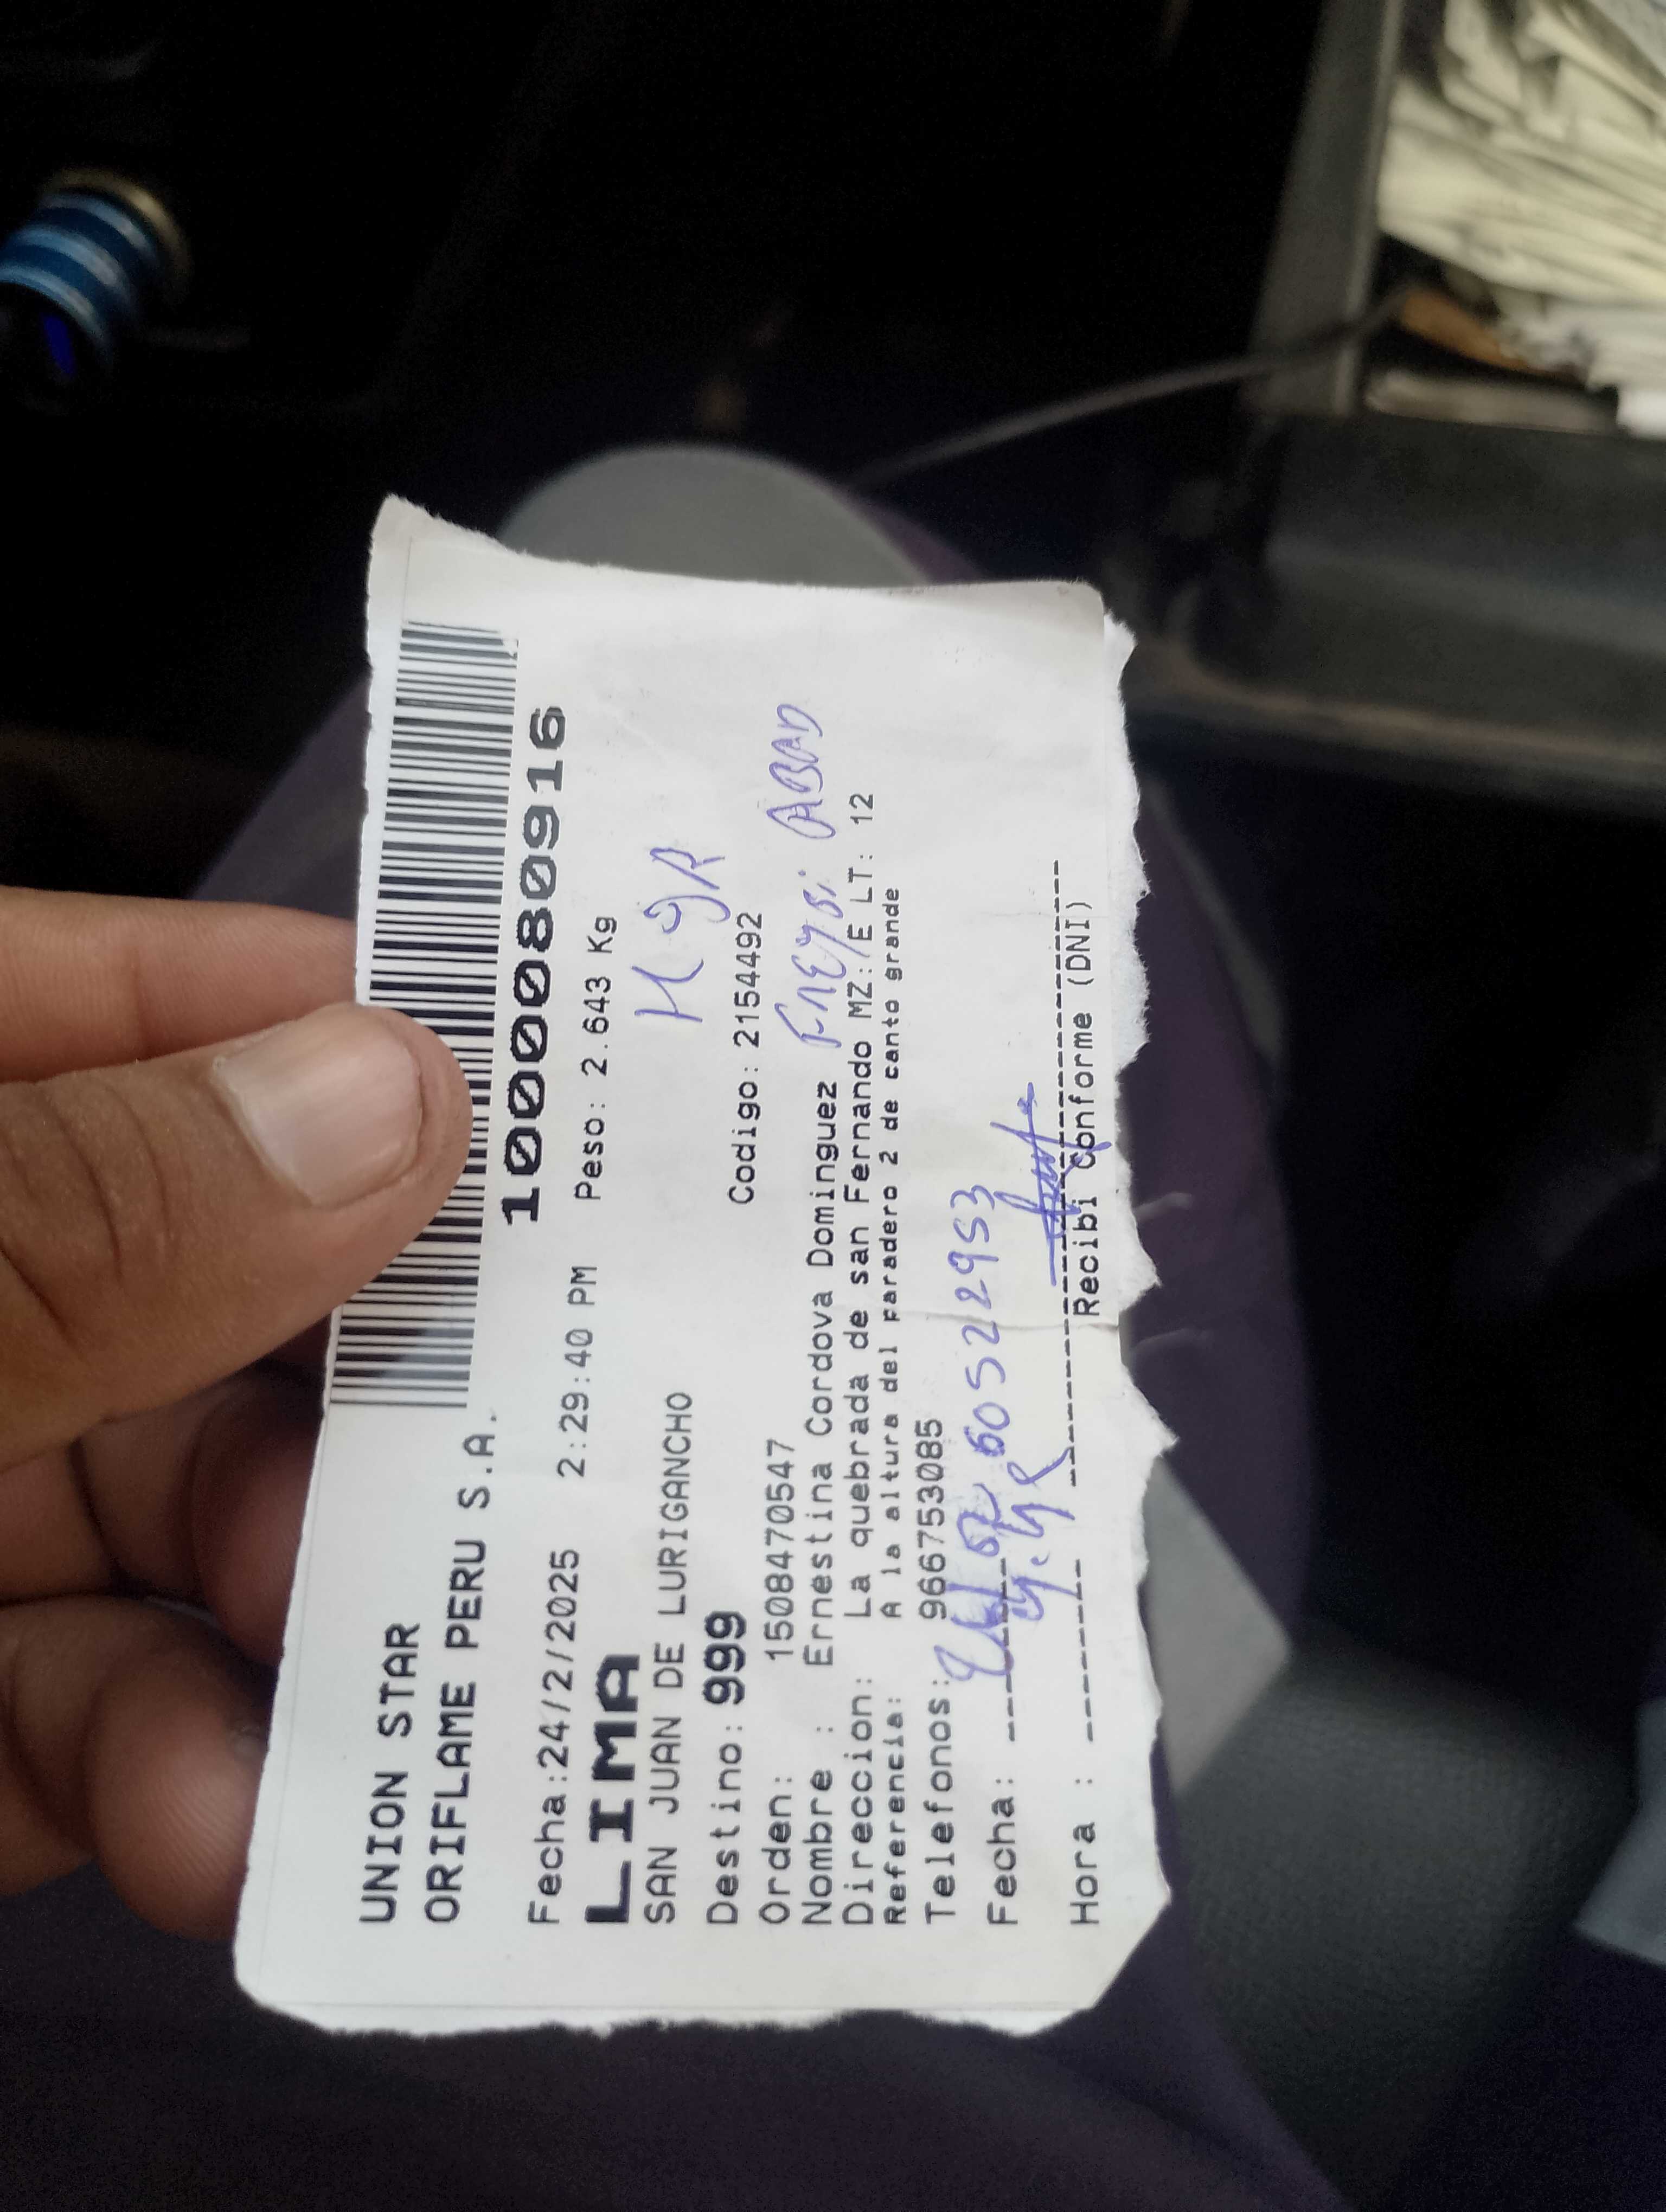 UNION STAR
ORIFLAME PERU S.A.
1000080916
Fecha:24/2/2025 2:29:40 PM Peso: 2.643 Kg
LIMA
SAN JUAN DE LURIGANCHO
Destino: 999
Codigo: 2154492
Orden: 1508470547
Nombre : Ernestina Cordova Dominguez
ABAD
Direccion: La quebrada de san Fernando MZ: E LT: 12
Referencia: A la altura del paradero 2 de canto grande
Telefonos: 966753085
Fecha:
60522953
Hora :
Recibi Conforme (DNI)